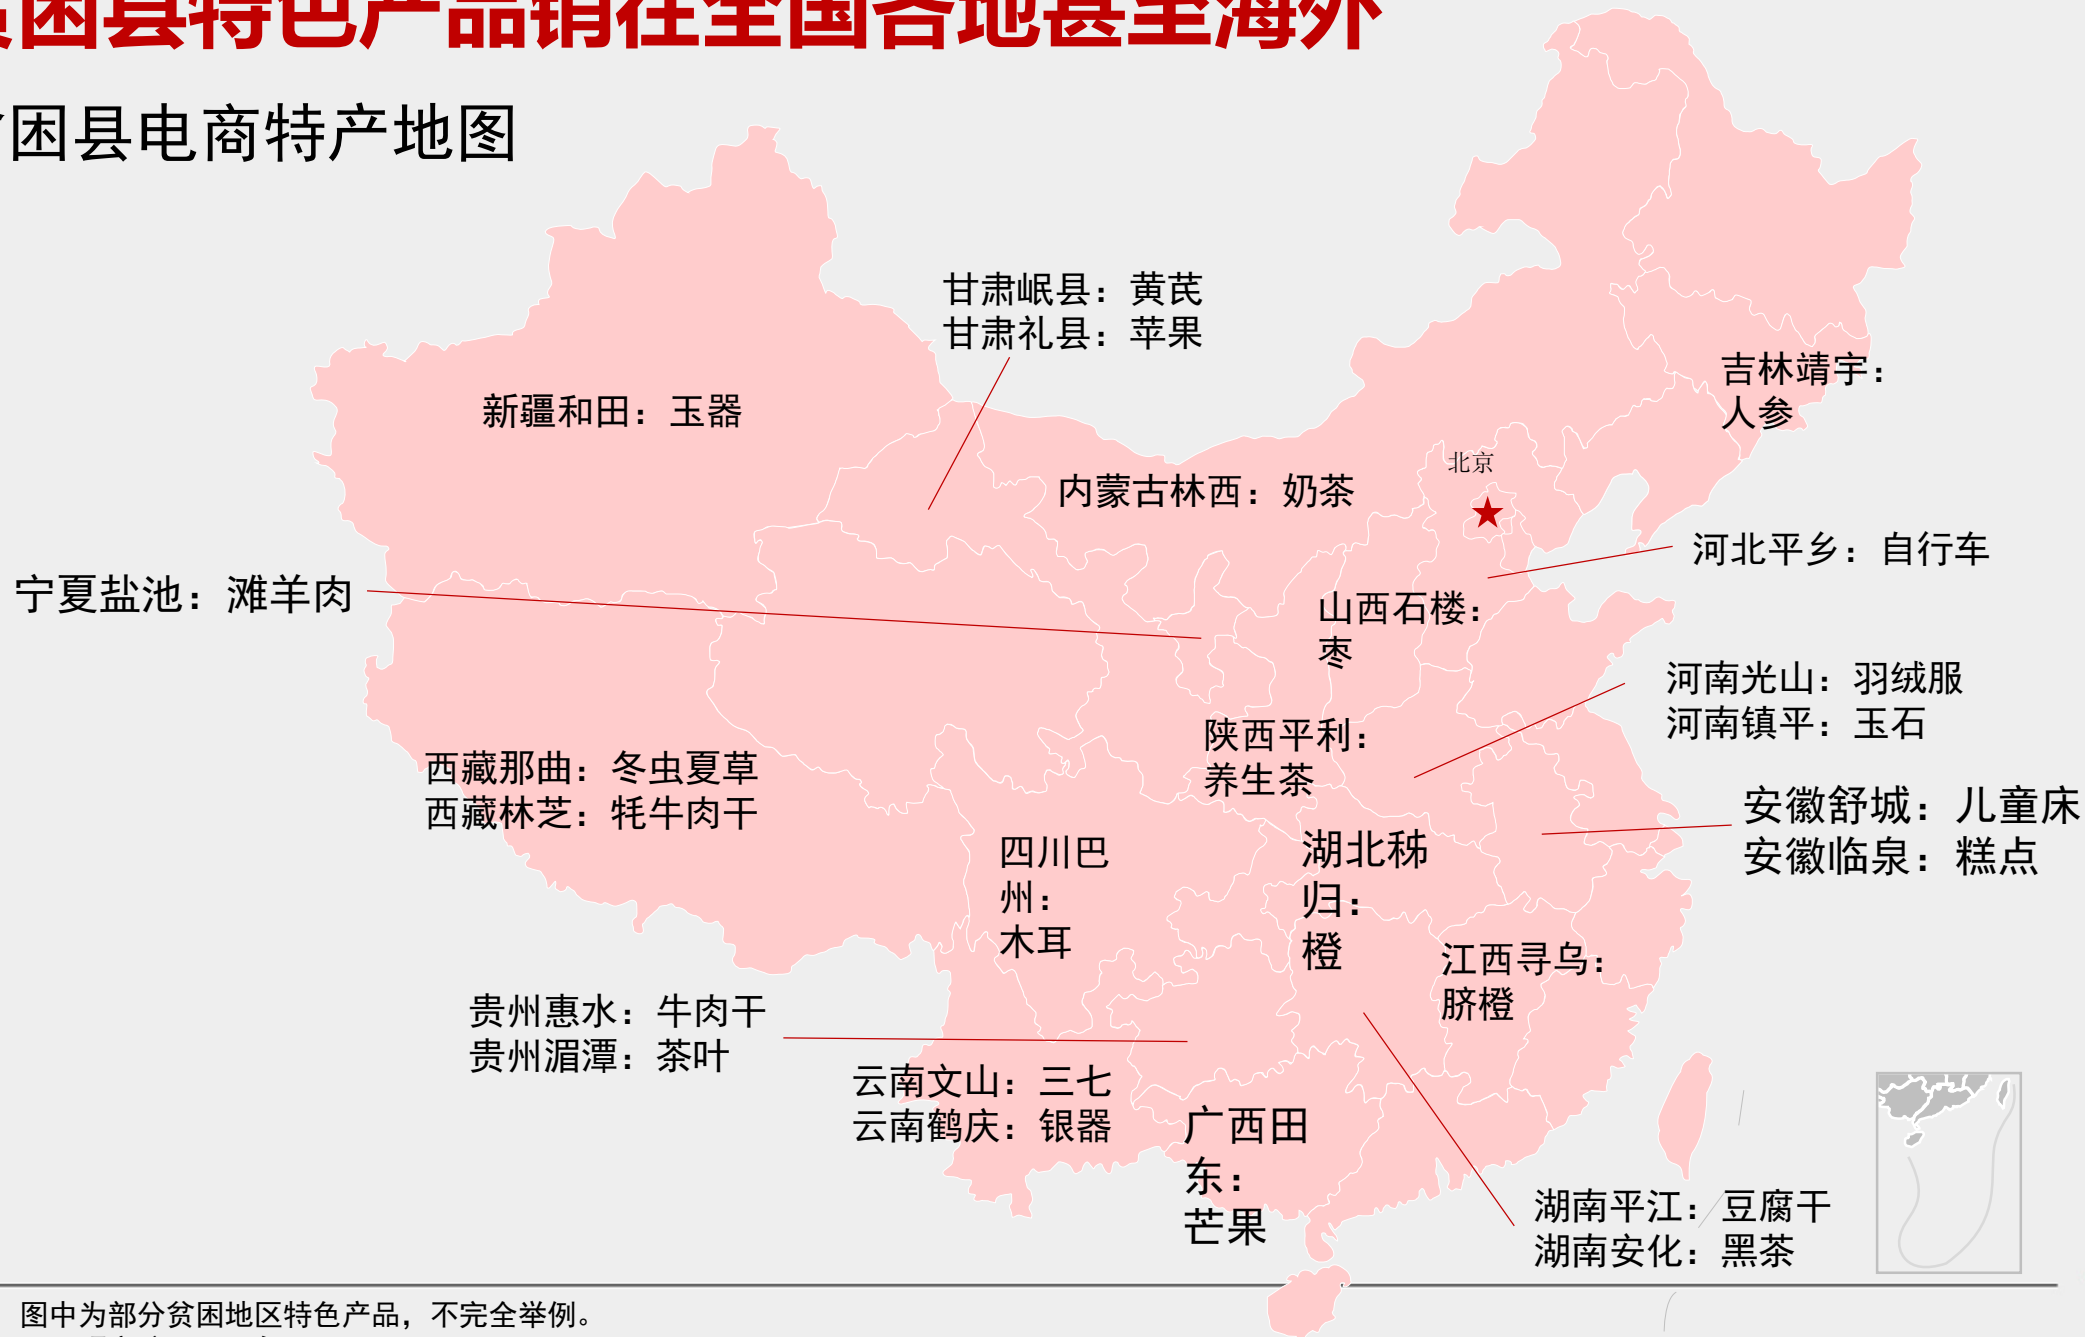 困县特色产品销往全国各地甚至海外
困县电商特产地图
甘肃岷县：黄芪
甘肃礼县：苹果
吉林靖宇：
人参
新疆和田：玉器
北京
内蒙古林西：奶茶
河北平乡：自行车
宁夏盐池：滩羊肉
山西石楼：
枣
河南光山：羽绒服
河南镇平：玉石
陕西平利：
养生茶
西藏那曲：冬虫夏草
西藏林芝：牦牛肉干
安徽舒城：儿童床
安徽临泉：糕点
四川巴
州：
木耳
湖北秭
归：
橙
江西寻乌：
脐橙
贵州惠水：牛肉干
贵州湄潭：茶叶
云南文山：三七
云南鹤庆：银器
广西田
东：
芒果
湖南平江：豆腐干
湖南安化：黑茶
图中为部分贫困地区特色产品，不完全举例。